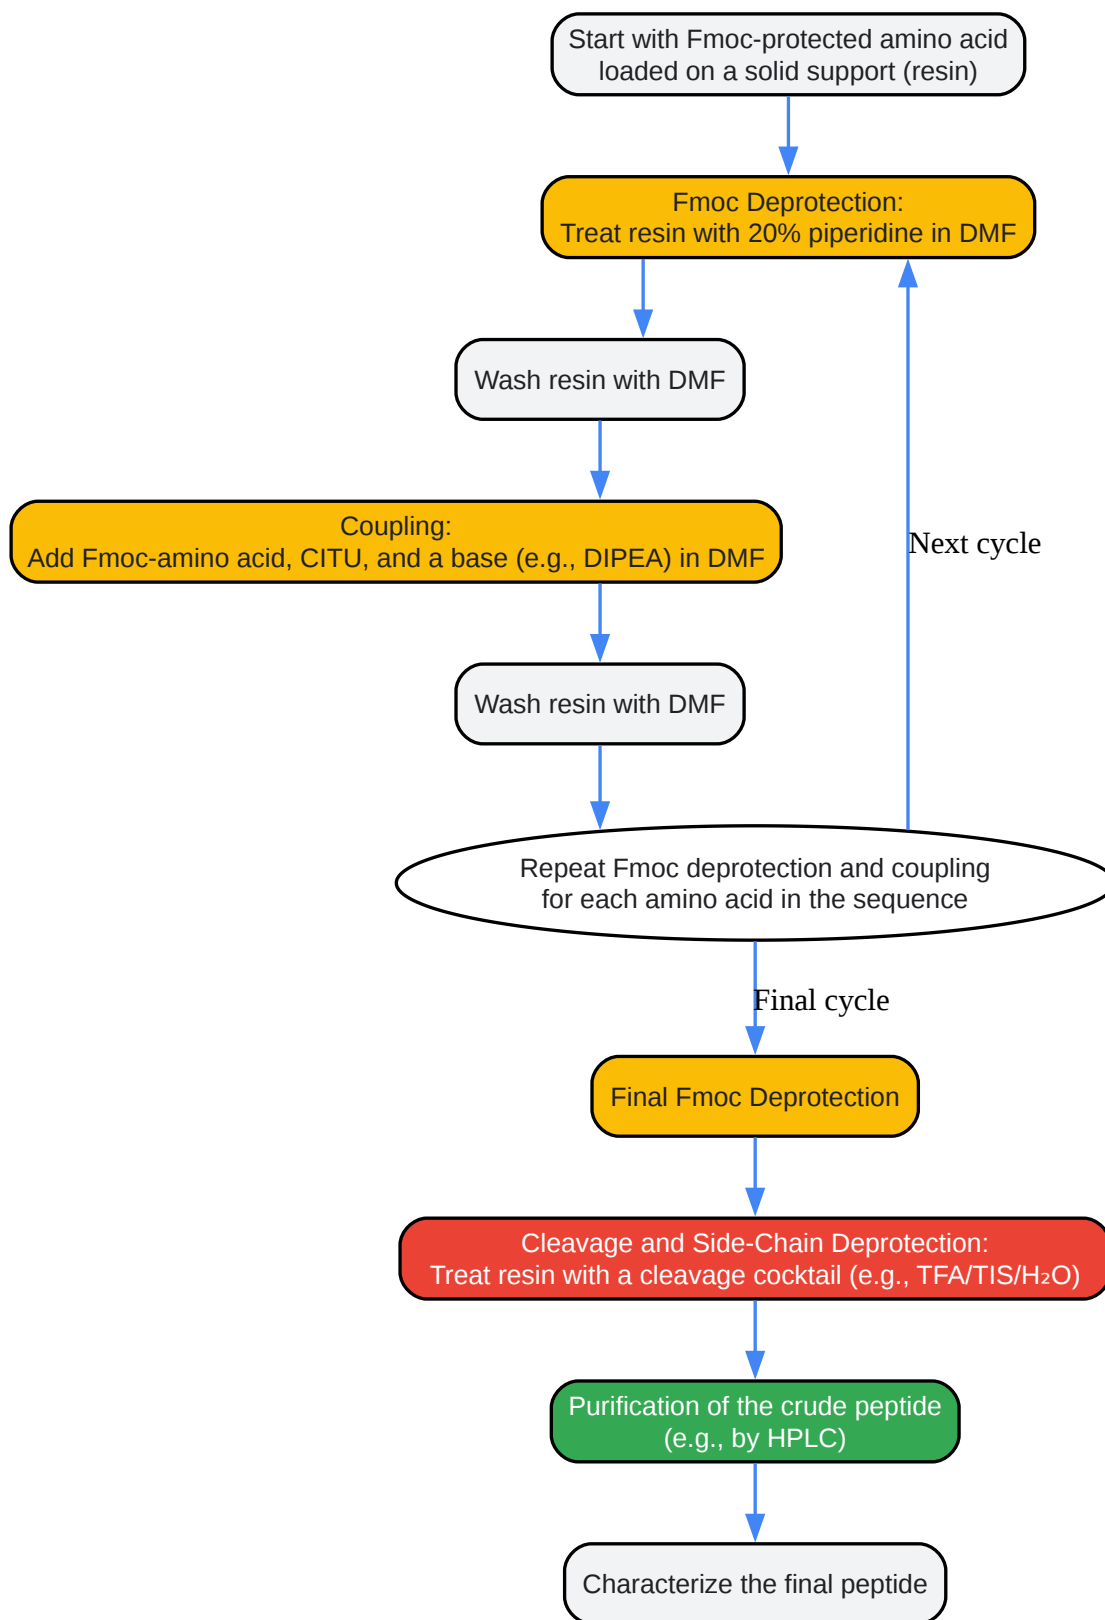 Start with Fmoc-protected amino acid
loaded on a solid support (resin)
Fmoc Deprotection:
Treat resin with 20% piperidine in DMF
Wash resin with DMF
Coupling:
Add Fmoc-amino acid, CITU, and a base (e.g., DIPEA) in DMF
Next cycle
Wash resin with DMF
Repeat Fmoc deprotection and coupling
for each amino acid in the sequence
Final cycle
Final Fmoc Deprotection
Cleavage and Side-Chain Deprotection:
Treat resin with a cleavage cocktail (e.g., TFA/TIS/H₂O)
Purification of the crude peptide
(e.g., by HPLC)
Characterize the final peptide